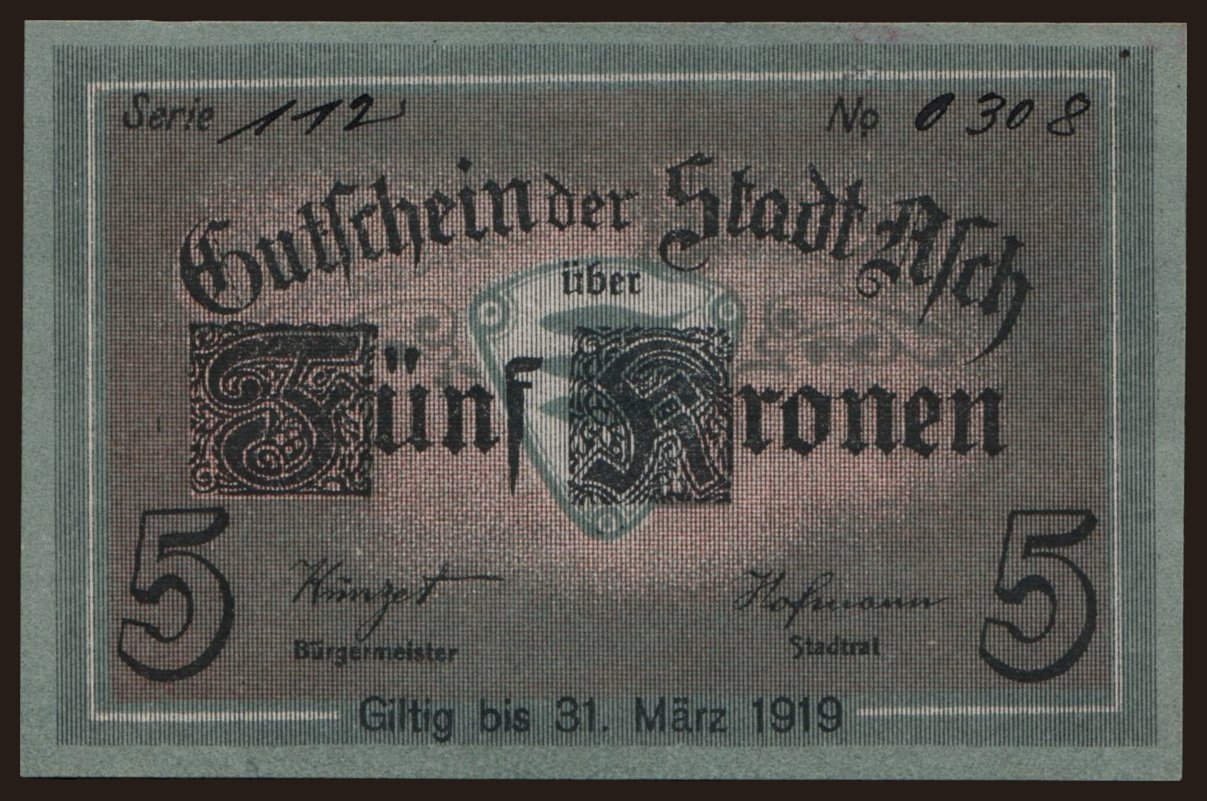 Serie 112 No 0308
Gutschein der Stadt Asch
über
Fünf Kronen
5 5
Hofmann
Bürgermeister Stadtrat
Giltig bis 31. März 1919